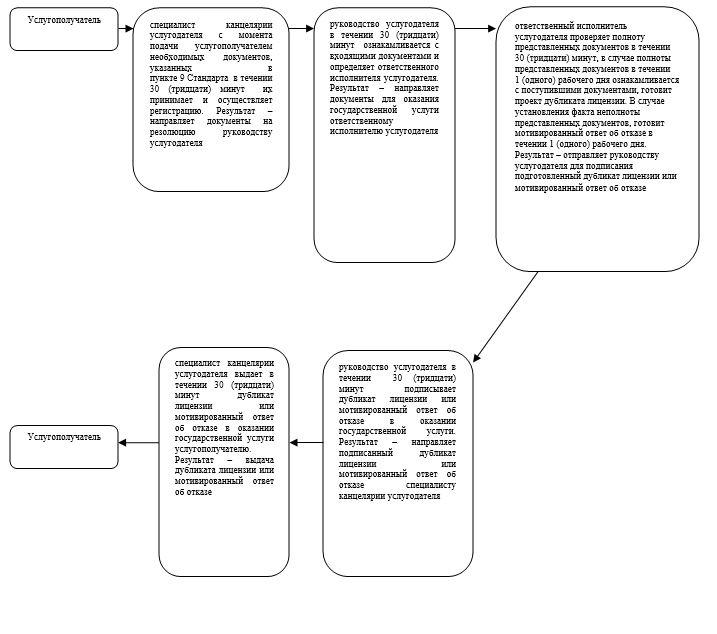 Услугополучатель
специалист канцелярии
услугодателя с момента
подачи услугополучателем
необходимых документов,
указанных в
пункте 9 Стандарта в течении
30 (тридцати) минут их
принимает и осуществляет
регистрацию. Результат –
направляет документы на
резолюцию руководству
услугодателя
руководство услугодателя
в течении 30 (тридцати)
минут ознакамливается с
входящими документами и
определяет ответственного
исполнителя услугодателя.
Результат – направляет
документы для оказания
государственной услуги
ответственному
исполнителю услугодателя
ответственный исполнитель
услугодателя проверяет полноту
представленных документов в течении
30 (тридцати) минут, в случае полноты
представленных документов в течении
1 (одного) рабочего дня ознакамливается
с поступившими документами, готовит
проект дубликата лицензии. В случае
установления факта неполноты
представленных документов, готовит
мотивированный ответ об отказе в
течении 1 (одного) рабочего дня.
Результат – отправляет руководству
услугодателя для подписания
подготовленный дубликат лицензии или
мотивированный ответ об отказе
руководство услугодателя в
течении 30 (тридцати)
минут подписывает
дубликат лицензии или
мотивированный ответ об
отказе в оказании
государственной услуги.
Результат – направляет
подписанный дубликат
лицензии или
мотивированный ответ об
отказе специалисту
канцелярии услугодателя
специалист канцелярии
услугодателя выдает в
течении 30 (тридцати)
минут дубликат
лицензии или
мотивированный ответ
об отказе в оказании
государственной услуги
услугополучателю.
Результат – выдача
дубликата лицензии или
мотивированный ответ
об отказе
Услугополучатель